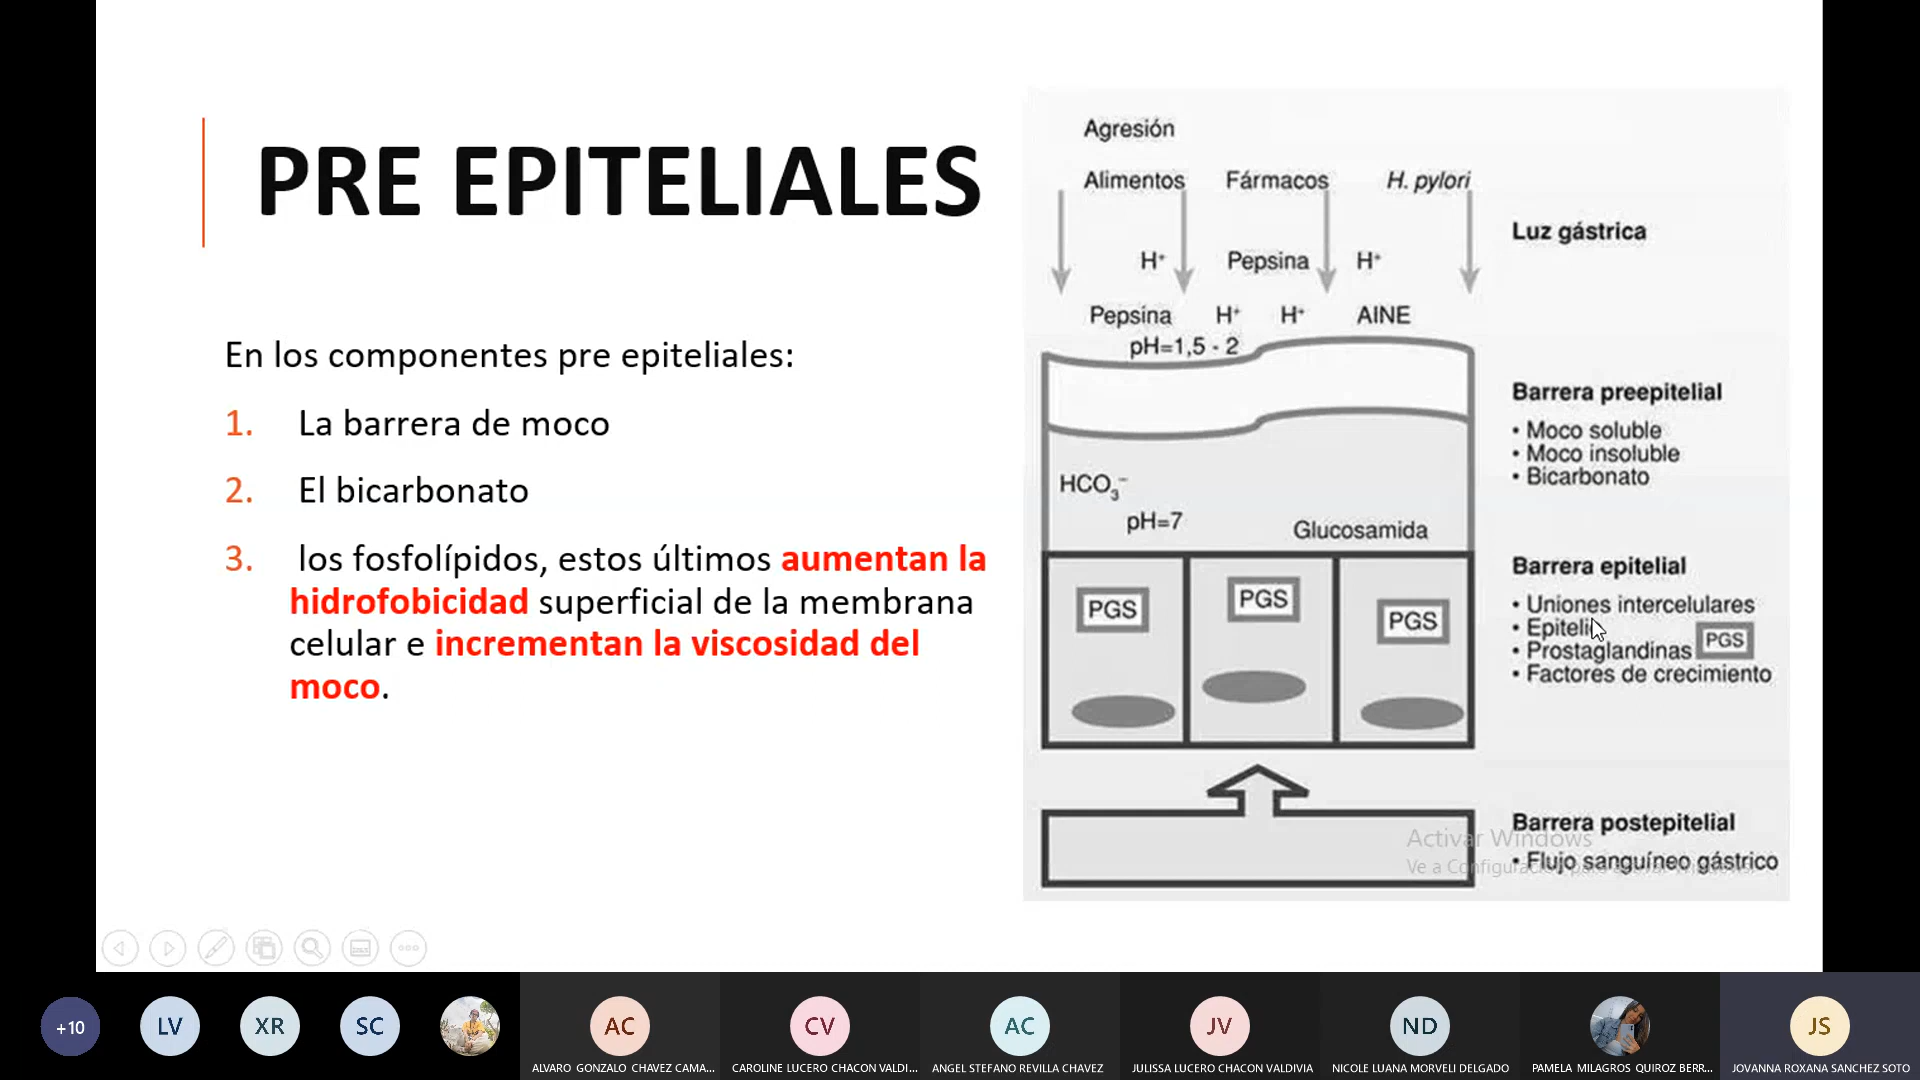 PRE EPITELIALES
En los componentes pre epiteliales:
1. La barrera de moco
2. El bicarbonato
3. los fosfolípidos, estos últimos aumentan la
hidrofobicidad superficial de la membrana
celular e incrementan la viscosidad del
moco.
Agresión
Alimentos Fármacos H. pylori
Luz gástrica
H⁺ Pepsina H⁺
Pepsina H⁺ H⁺ AINE
pH=1,5 - 2
Barrera preepitelial
• Moco soluble
• Moco insoluble
• Bicarbonato
HCO₃⁻
pH=7
Glucosamida
Barrera epitelial
• Uniones intercelulares
• Epitelio
• Prostaglandinas PGS
• Factores de crecimiento
PGS PGS PGS
Barrera postepitelial
• Flujo sanguíneo gástrico
Activar Windows
Ve a Configuración para activar Windows.
+10 LV XR SC AC CV AC JV ND JS
ALVARO GONZALO CHAVEZ CAMA...
CAROLINE LUCERO CHACON VALDI...
ANGEL STEFANO REVILLA CHAVEZ
JULISSA LUCERO CHACON VALDIVIA
NICOLE LUANA MORVELI DELGADO
PAMELA MILAGROS QUIROZ BERR...
JOVANNA ROXANA SANCHEZ SOTO